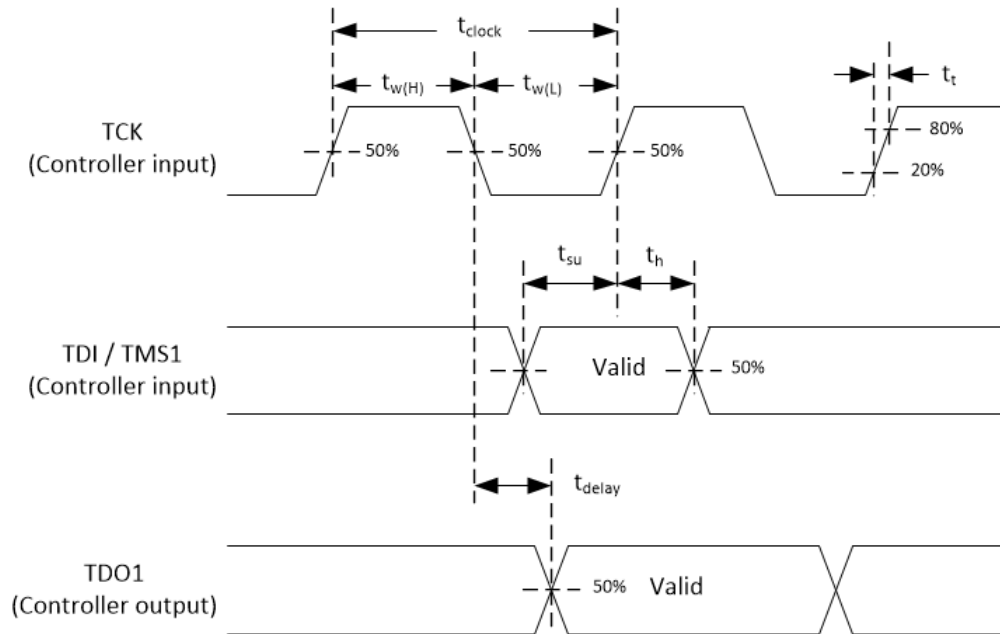 t_clock
t_w(H) t_w(L) t_t
TCK
(Controller input)
50% 50% 50% 80%
20%
t_su t_h
TDI / TMS1
(Controller input)
Valid 50%
t_delay
TDO1
(Controller output)
50% Valid